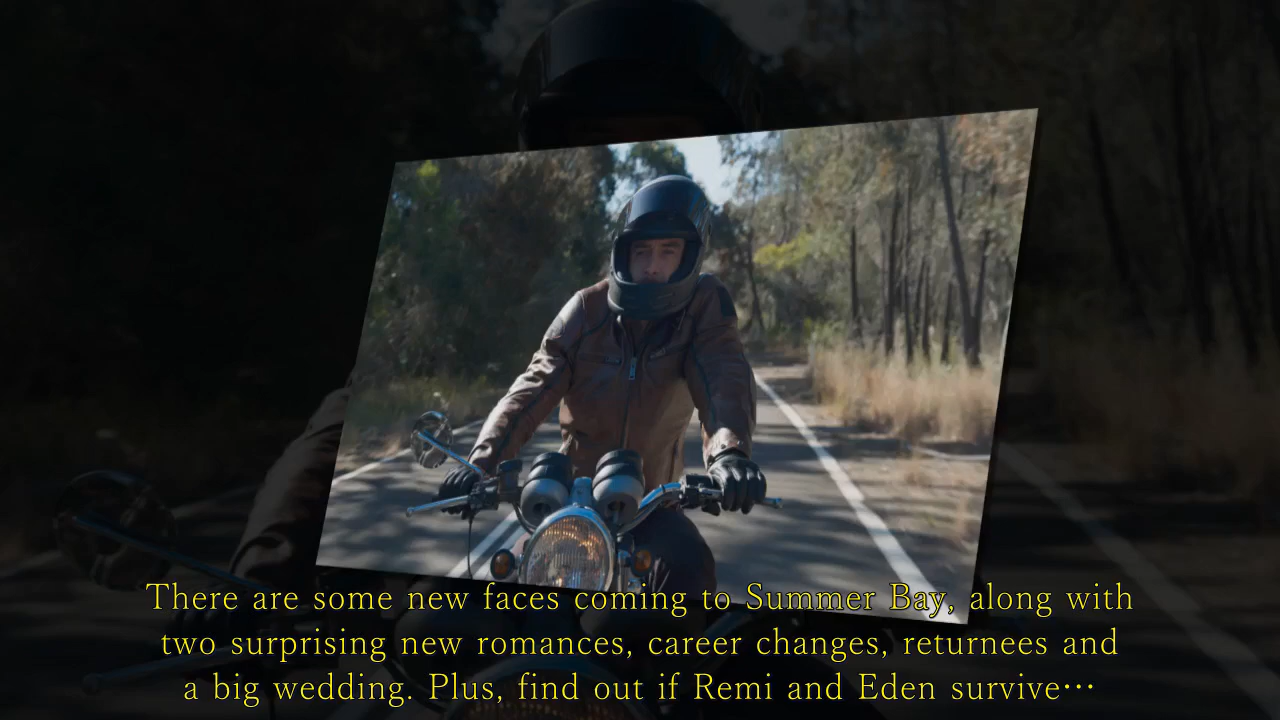 There are some new faces coming to Summer Bay, along with
two surprising new romances, career changes, returnees and
a big wedding. Plus, find out if Remi and Eden survive⋯